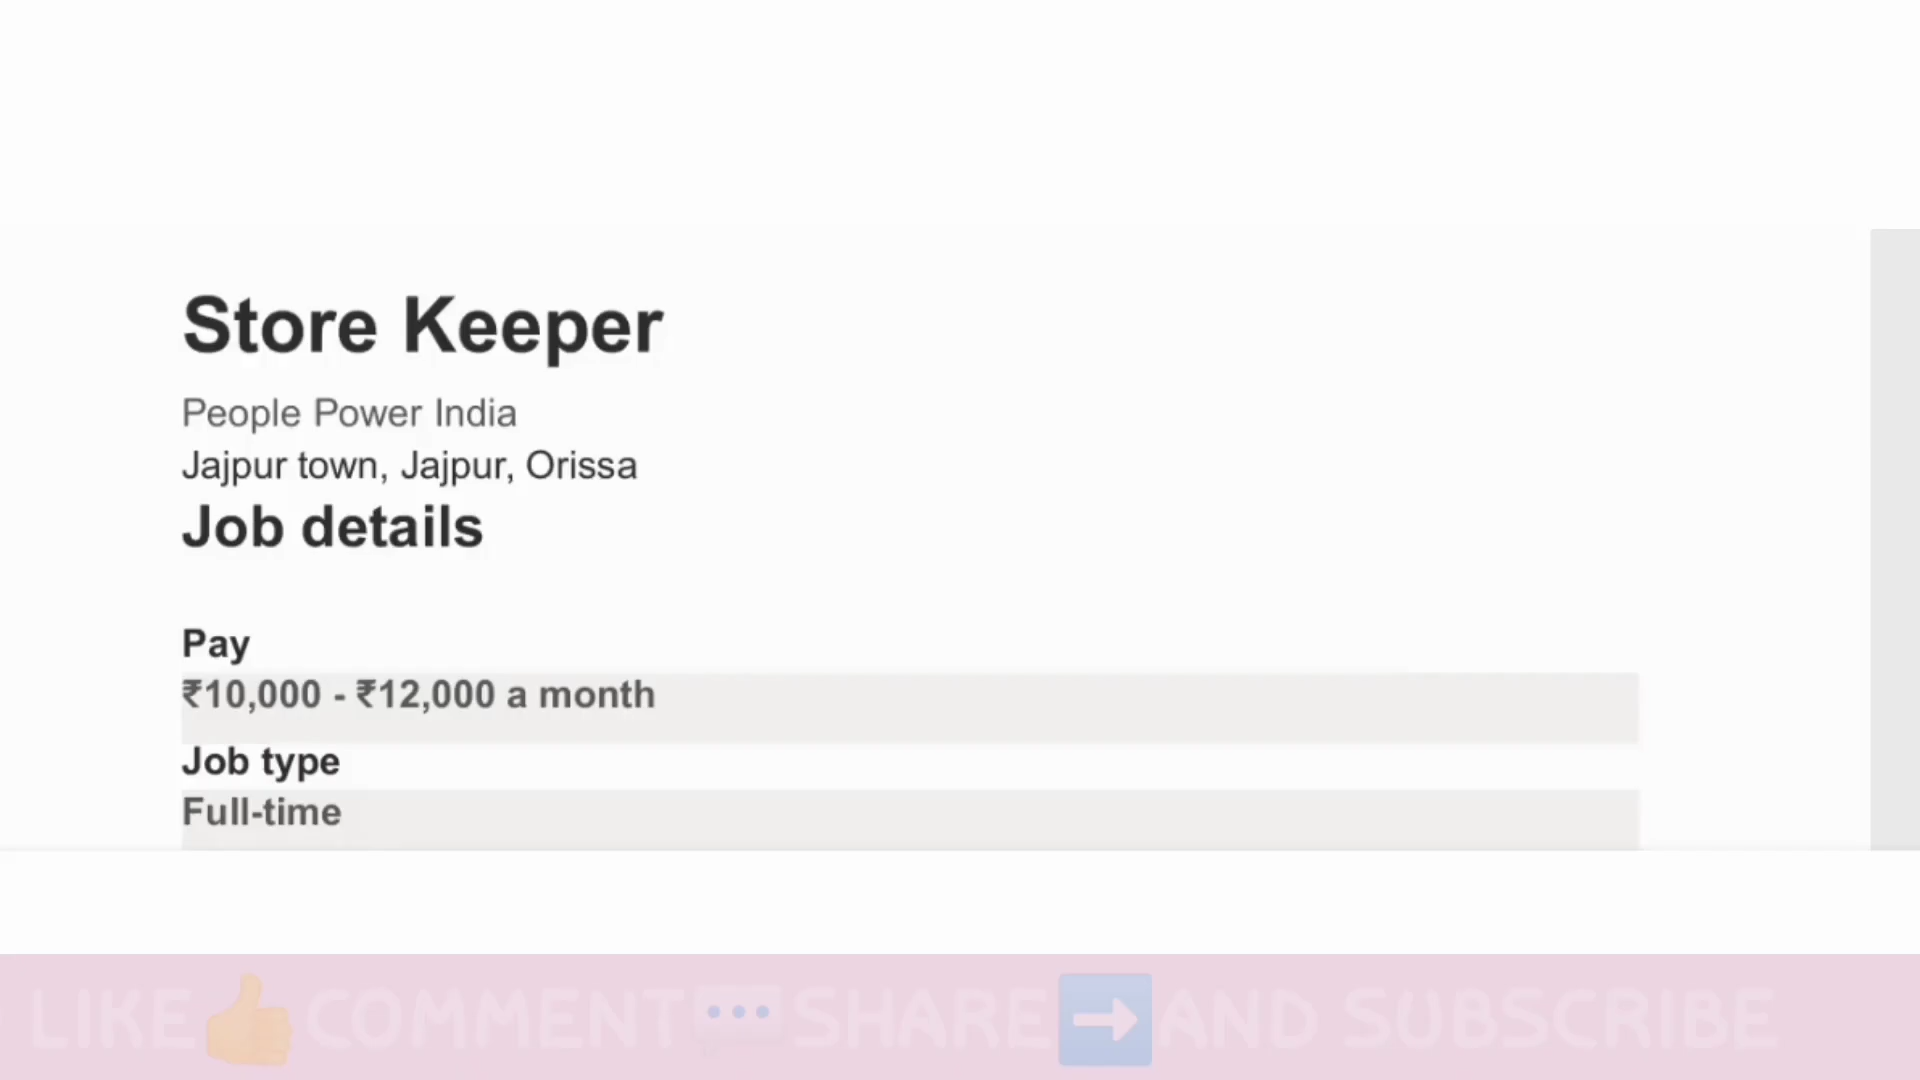 Store Keeper
People Power India
Jajpur town, Jajpur, Orissa
Job details
Pay
₹10,000 - ₹12,000 a month
Job type
Full-time
LIKE👍COMMENT💬SHARE➡️AND SUBSCRIBE